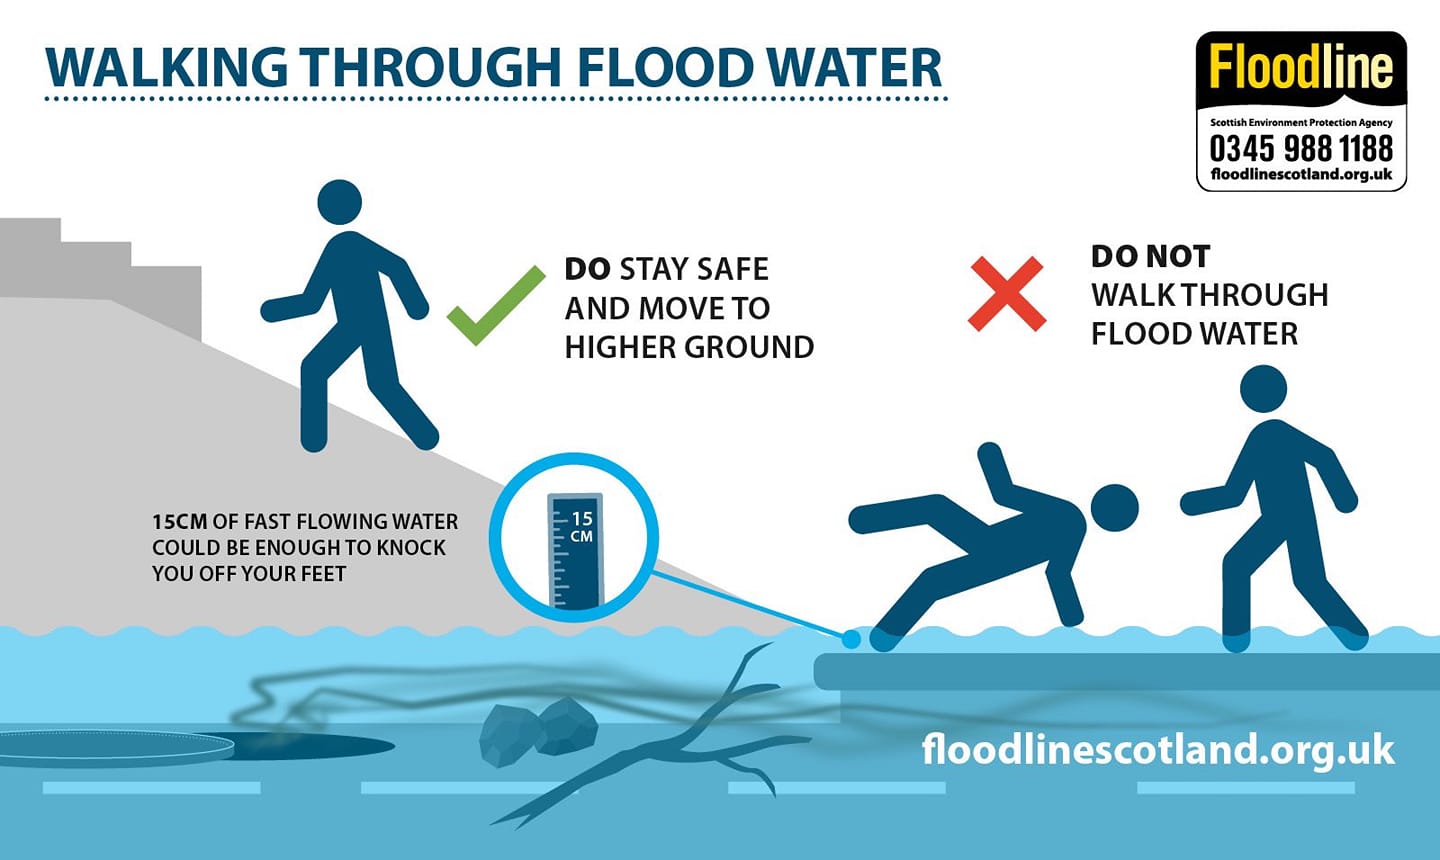 WALKING THROUGH FLOOD WATER
Floodline
Scottish Environment Protection Agency
0345 988 1188
floodlinescotland.org.uk
DO STAY SAFE
AND MOVE TO
HIGHER GROUND
DO NOT
WALK THROUGH
FLOOD WATER
15CM OF FAST FLOWING WATER
COULD BE ENOUGH TO KNOCK
YOU OFF YOUR FEET
15
CM
floodlinescotland.org.uk